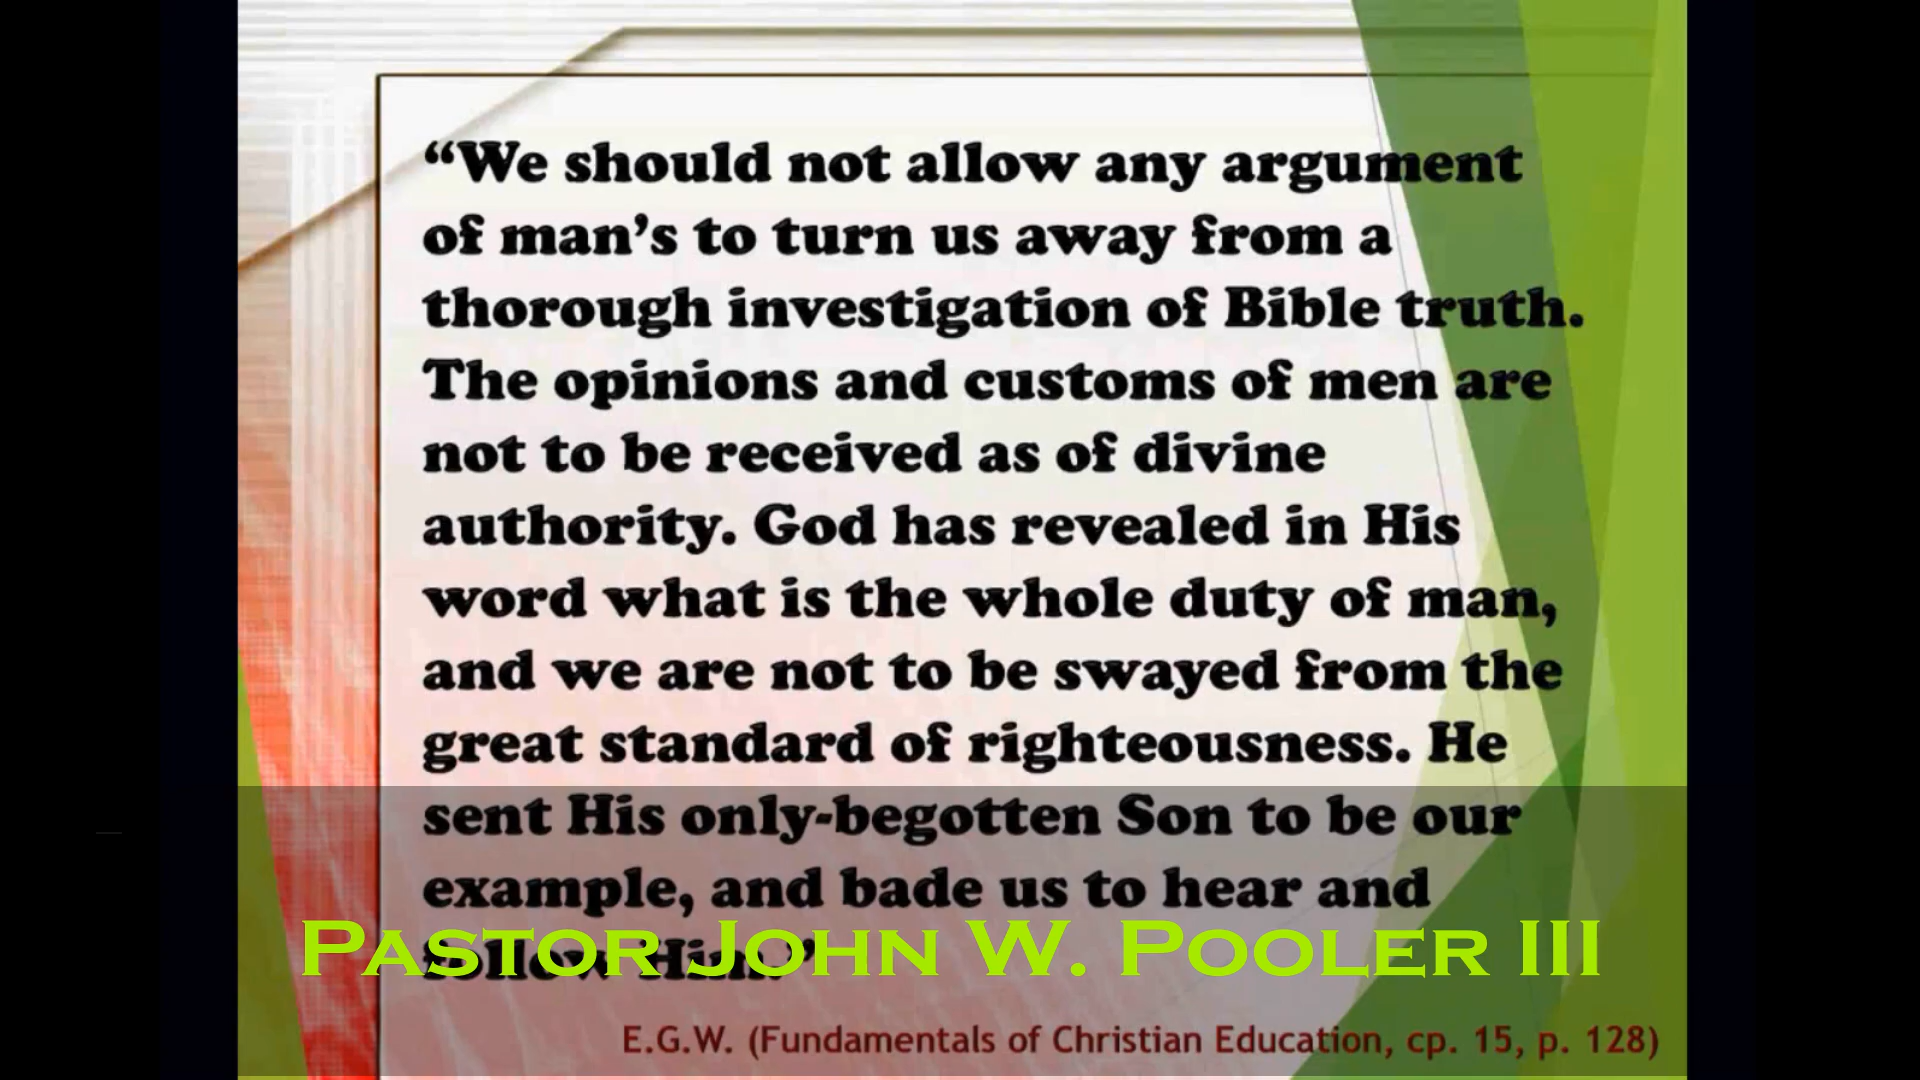 “We should not allow any argument
of man’s to turn us away from a
thorough investigation of Bible truth.
The opinions and customs of men are
not to be received as of divine
authority. God has revealed in His
word what is the whole duty of man,
and we are not to be swayed from the
great standard of righteousness. He
sent His only-begotten Son to be our
example, and bade us to hear and
follow Him.”
Pastor John W. Pooler III
E.G.W. (Fundamentals of Christian Education, cp. 15, p. 128)